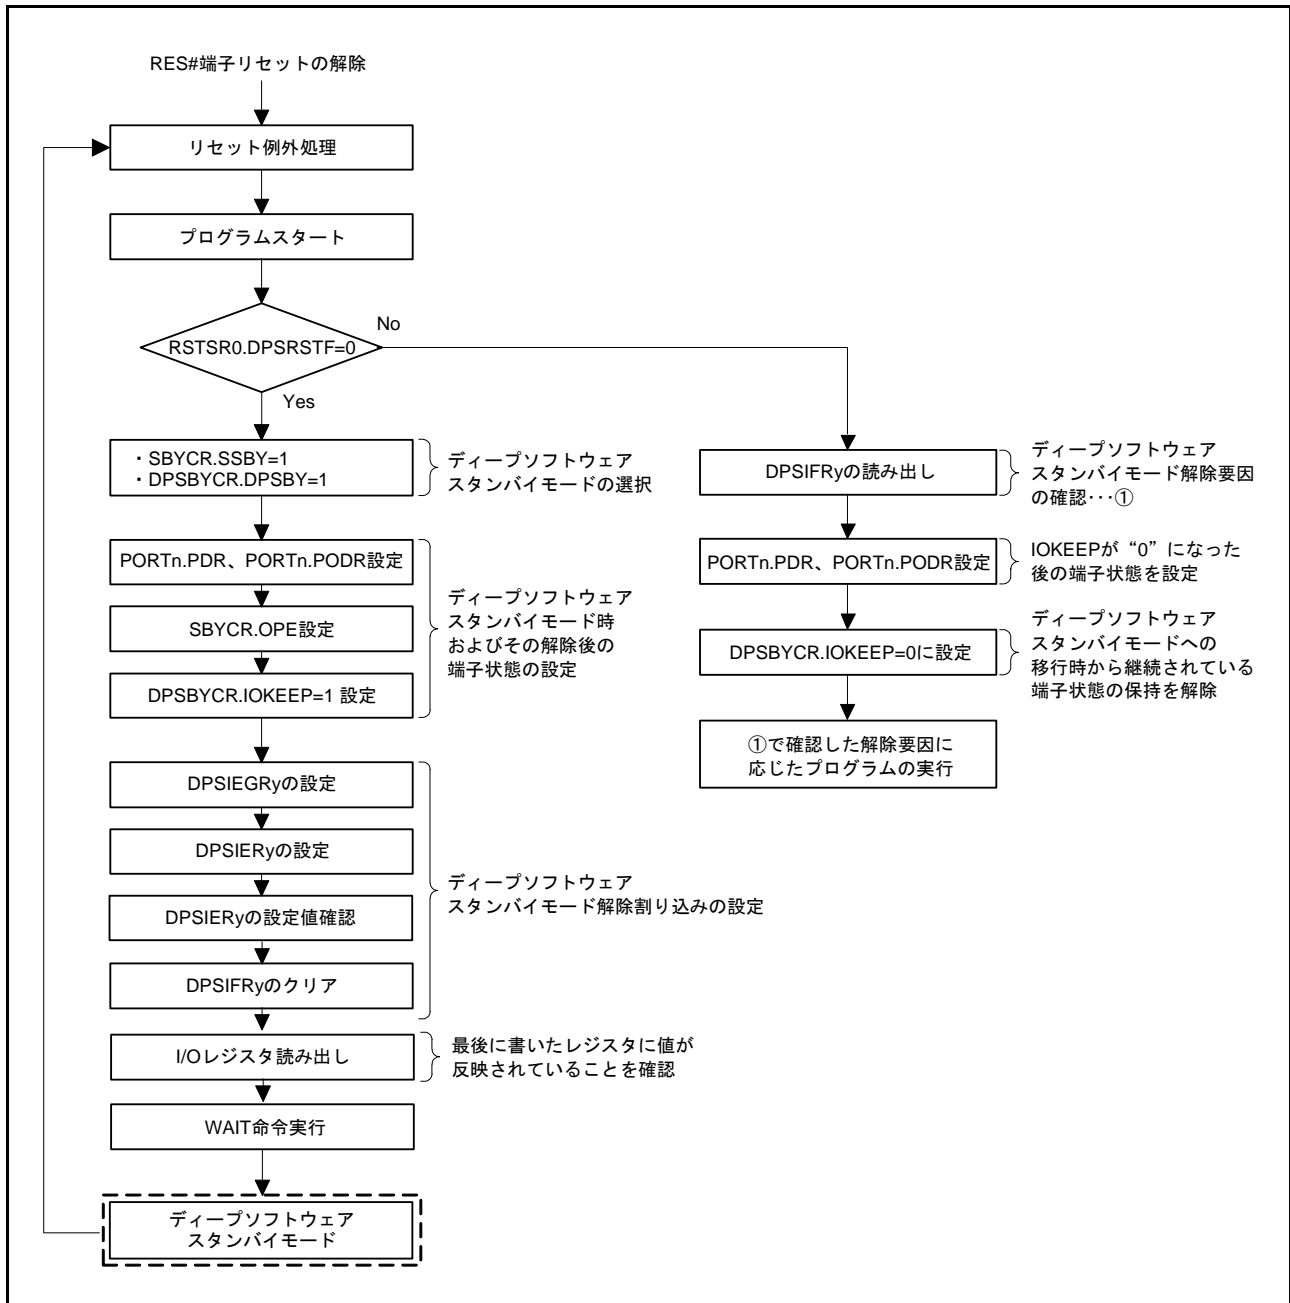 RES#端子リセットの解除
リセット例外処理
プログラムスタート
RSTSR0.DPSRSTF=0
No
Yes
・SBYCR.SSBY=1
・DPSBYCR.DPSBY=1
ディープソフトウェア
スタンバイモードの選択
PORTn.PDR、PORTn.PODR設定
SBYCR.OPE設定
DPSBYCR.IOKEEP=1 設定
ディープソフトウェア
スタンバイモード時
およびその解除後の
端子状態の設定
DPSIEGRyの設定
DPSIERyの設定
DPSIERyの設定値確認
DPSIFRyのクリア
ディープソフトウェア
スタンバイモード解除割り込みの設定
I/Oレジスタ読み出し
最後に書いたレジスタに値が
反映されていることを確認
WAIT命令実行
ディープソフトウェア
スタンバイモード
DPSIFRyの読み出し
ディープソフトウェア
スタンバイモード解除要因
の確認･･･①
PORTn.PDR、PORTn.PODR設定
IOKEEPが“0”になった
後の端子状態を設定
DPSBYCR.IOKEEP=0に設定
ディープソフトウェア
スタンバイモードへの
移行時から継続されている
端子状態の保持を解除
①で確認した解除要因に
応じたプログラムの実行